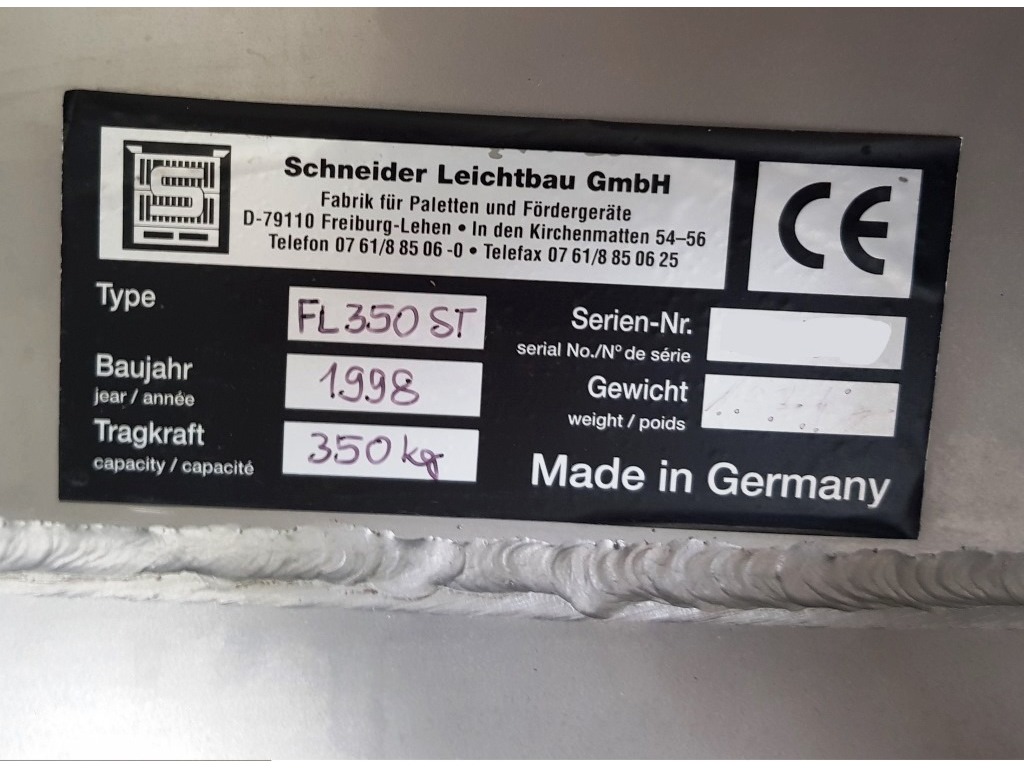 Schneider Leichtbau GmbH
Fabrik für Paletten und Fördergeräte
D-79110 Freiburg-Lehen • In den Kirchenmatten 54–56
Telefon 07 61/8 85 06 -0 • Telefax 07 61/8 85 06 25
CE
Type FL 350 ST
Baujahr 1998
jear / année
Tragkraft 350 kg
capacity / capacité
Serien-Nr.
serial No./N° de série
Gewicht
weight / poids
Made in Germany